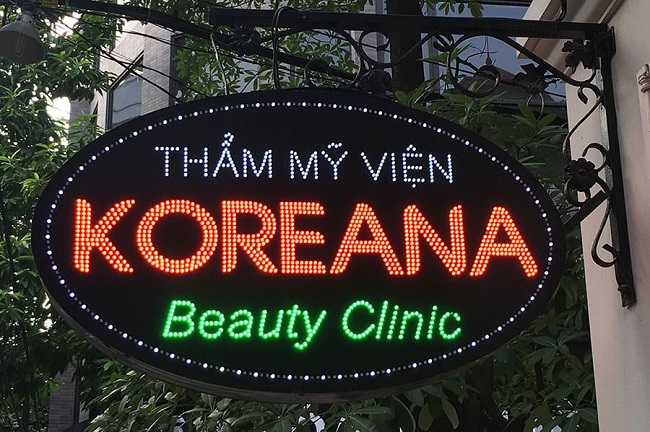 THẨM MỸ VIỆN
KOREANA
Beauty Clinic